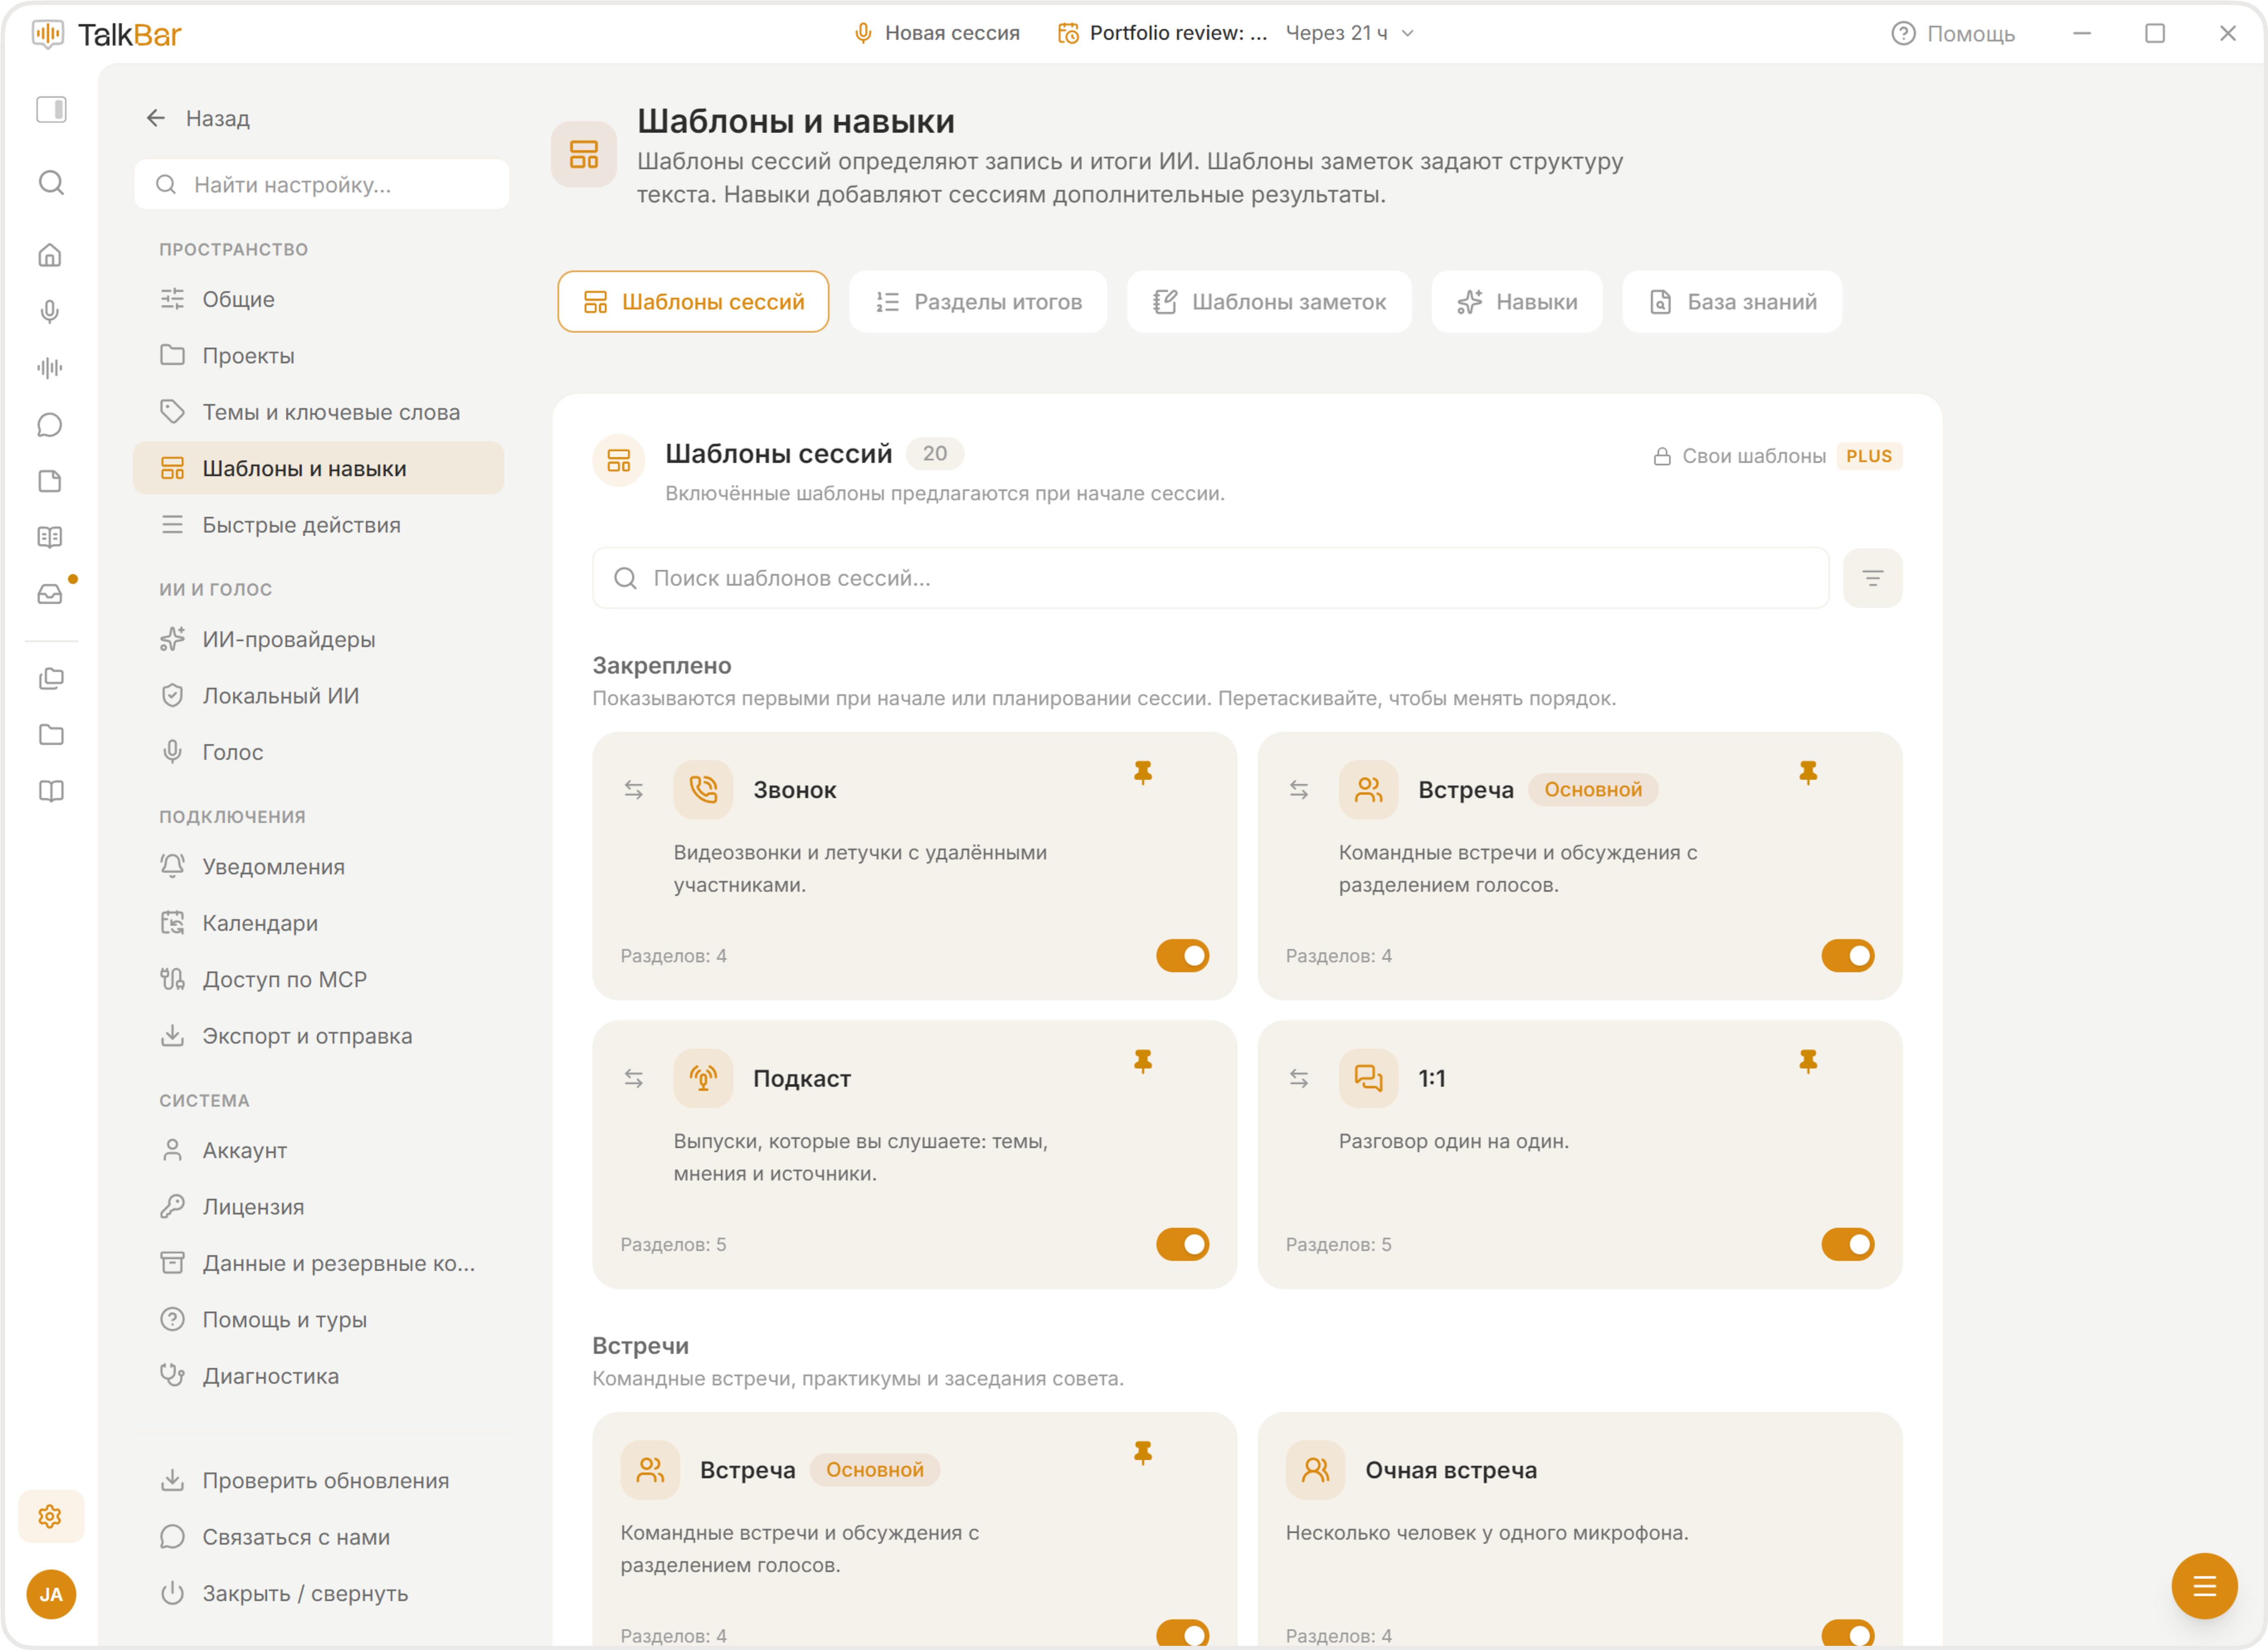 TalkBar
Новая сессия
Portfolio review: ...
Через 21 ч
Помощь
Назад
Найти настройку...
ПРОСТРАНСТВО
Общие
Проекты
Темы и ключевые слова
Шаблоны и навыки
Быстрые действия
ИИ И ГОЛОС
ИИ-провайдеры
Локальный ИИ
Голос
ПОДКЛЮЧЕНИЯ
Уведомления
Календари
Доступ по MCP
Экспорт и отправка
СИСТЕМА
Аккаунт
Лицензия
Данные и резервные ко...
Помощь и туры
Диагностика
Проверить обновления
Связаться с нами
Закрыть / свернуть
JA
Шаблоны и навыки
Шаблоны сессий определяют запись и итоги ИИ. Шаблоны заметок задают структуру
текста. Навыки добавляют сессиям дополнительные результаты.
Шаблоны сессий
Разделы итогов
Шаблоны заметок
Навыки
База знаний
Шаблоны сессий 20
Включённые шаблоны предлагаются при начале сессии.
Свои шаблоны PLUS
Поиск шаблонов сессий...
Закреплено
Показываются первыми при начале или планировании сессии. Перетаскивайте, чтобы менять порядок.
Звонок
Видеозвонки и летучки с удалёнными
участниками.
Разделов: 4
Встреча Основной
Командные встречи и обсуждения с
разделением голосов.
Разделов: 4
Подкаст
Выпуски, которые вы слушаете: темы,
мнения и источники.
Разделов: 5
1:1
Разговор один на один.
Разделов: 5
Встречи
Командные встречи, практикумы и заседания совета.
Встреча Основной
Командные встречи и обсуждения с
разделением голосов.
Разделов: 4
Очная встреча
Несколько человек у одного микрофона.
Разделов: 4